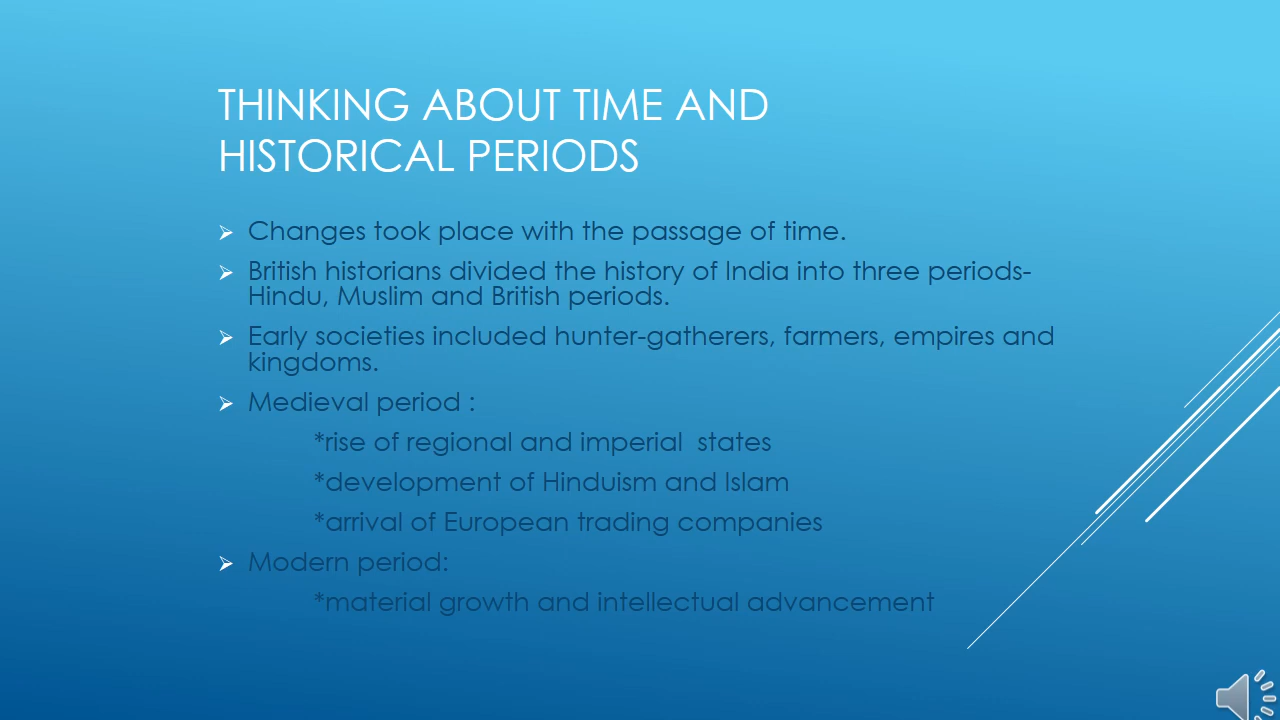 THINKING ABOUT TIME AND
HISTORICAL PERIODS
Changes took place with the passage of time.
British historians divided the history of India into three periods-
Hindu, Muslim and British periods.
Early societies included hunter-gatherers, farmers, empires and
kingdoms.
Medieval period :
*rise of regional and imperial  states
*development of Hinduism and Islam
*arrival of European trading companies
Modern period:
*material growth and intellectual advancement